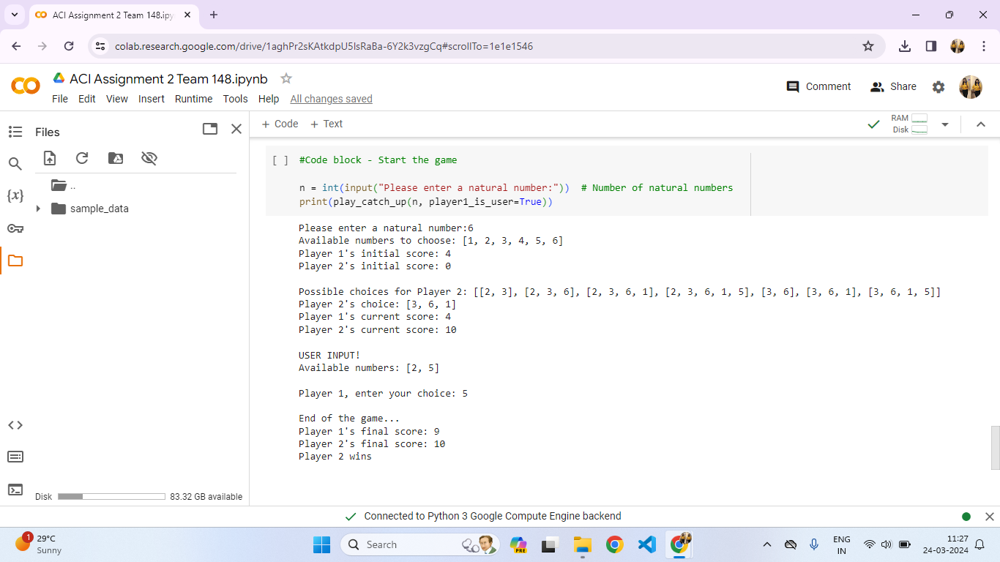 ACI Assignment 2 Team 148.ipy
colab.research.google.com/drive/1aghPr2sKAtkdpU5IsRaBa-6Y2k3vzgCq#scrollTo=1e1e1546
ACI Assignment 2 Team 148.ipynb
File Edit View Insert Runtime Tools Help All changes saved
Comment Share
Files
+ Code + Text
RAM
Disk
..
sample_data
{x}
[ ] #Code block - Start the game
n = int(input("Please enter a natural number:")) # Number of natural numbers
print(play_catch_up(n, player1_is_user=True))
Please enter a natural number:6
Available numbers to choose: [1, 2, 3, 4, 5, 6]
Player 1's initial score: 4
Player 2's initial score: 0
Possible choices for Player 2: [[2, 3], [2, 3, 6], [2, 3, 6, 1], [2, 3, 6, 1, 5], [3, 6], [3, 6, 1], [3, 6, 1, 5]]
Player 2's choice: [3, 6, 1]
Player 1's current score: 4
Player 2's current score: 10
USER INPUT!
Available numbers: [2, 5]
Player 1, enter your choice: 5
End of the game...
Player 1's final score: 9
Player 2's final score: 10
Player 2 wins
Disk 83.32 GB available
Connected to Python 3 Google Compute Engine backend
1
29°C
Sunny
Search
PRE
ENG
IN
11:27
24-03-2024